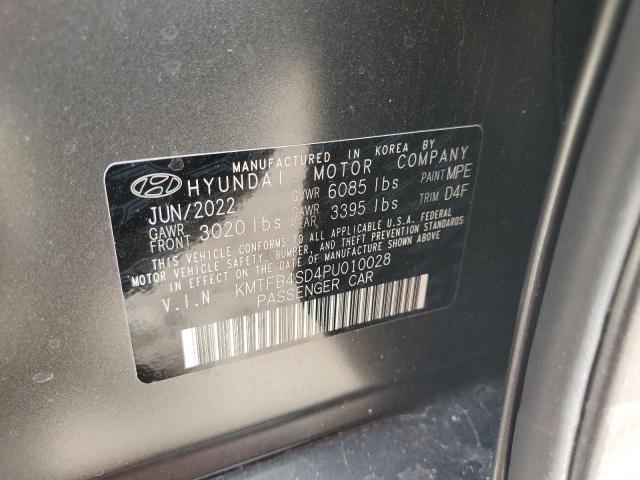 MANUFACTURED IN KOREA BY
HYUNDAI MOTOR COMPANY
JUN/2022 GVWR 6085 lbs PAINT MPE
GAWR FRONT 3020 lbs GAWR REAR 3395 lbs TRIM D4F
THIS VEHICLE CONFORMS TO ALL APPLICABLE U.S.A. FEDERAL
MOTOR VEHICLE SAFETY, BUMPER, AND THEFT PREVENTION STANDARDS
IN EFFECT ON THE DATE OF MANUFACTURE SHOWN ABOVE.
V.I.N KMTFB4SD4PU010028
PASSENGER CAR